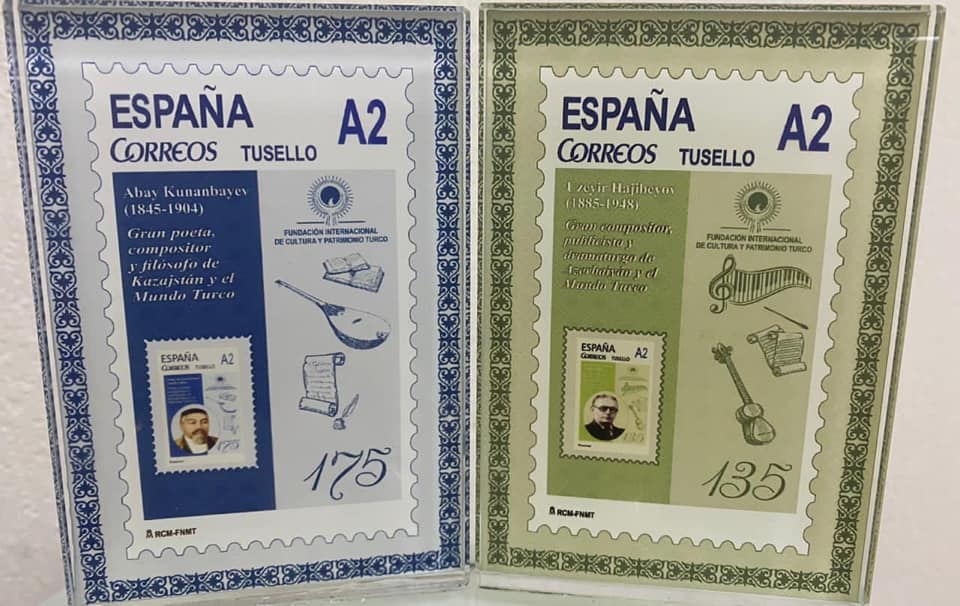 ESPAÑA
A2
CORREOS TUSELLO
Abay Kunanbayev
(1845-1904)
Gran poeta,
compositor
y filósofo de
Kazajstán y el
Mundo Turco
FUNDACIÓN INTERNACIONAL
DE CULTURA Y PATRIMONIO TURCO
ESPAÑA A2
CORREOS TUSELLO
175
175
RCM-FNMT
ESPAÑA
A2
CORREOS TUSELLO
Uzeyir Hajibeyov
(1885-1948)
Gran compositor,
publicista y
dramaturgo de
Azerbaiyán y el
Mundo Turco
FUNDACIÓN INTERNACIONAL
DE CULTURA Y PATRIMONIO TURCO
ESPAÑA A2
CORREOS TUSELLO
135
135
RCM-FNMT